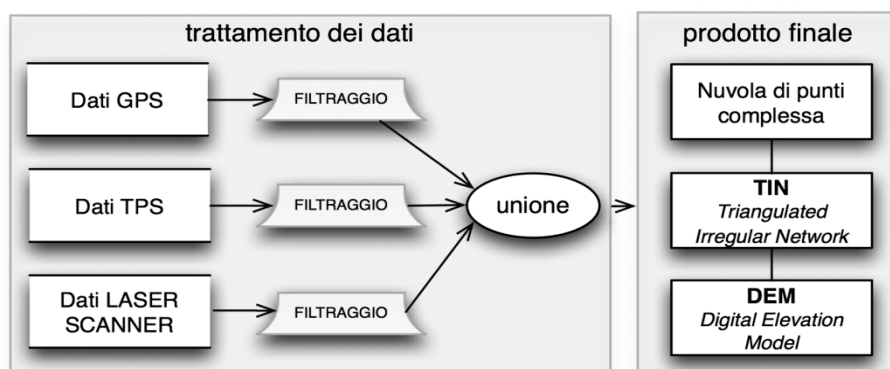 trattamento dei dati
Dati GPS
FILTRAGGIO
Dati TPS
FILTRAGGIO
unione
Dati LASER
SCANNER
FILTRAGGIO
prodotto finale
Nuvola di punti
complessa
TIN
Triangulated
Irregular Network
DEM
Digital Elevation
Model